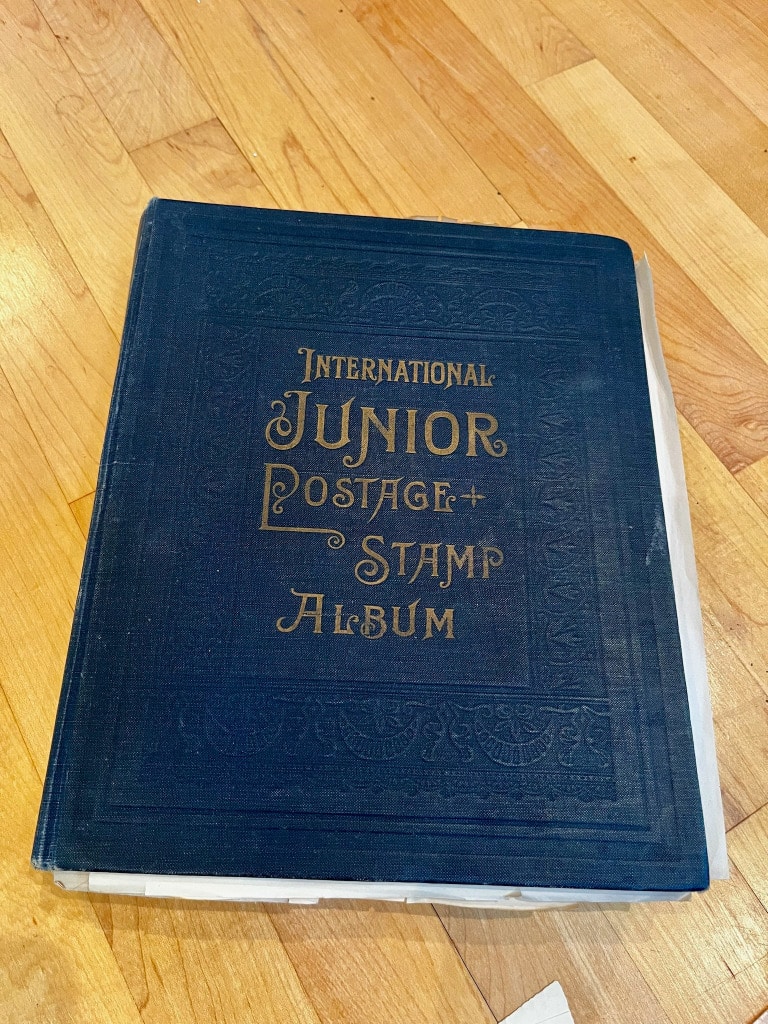 International
Junior
Postage +
Stamp
Album